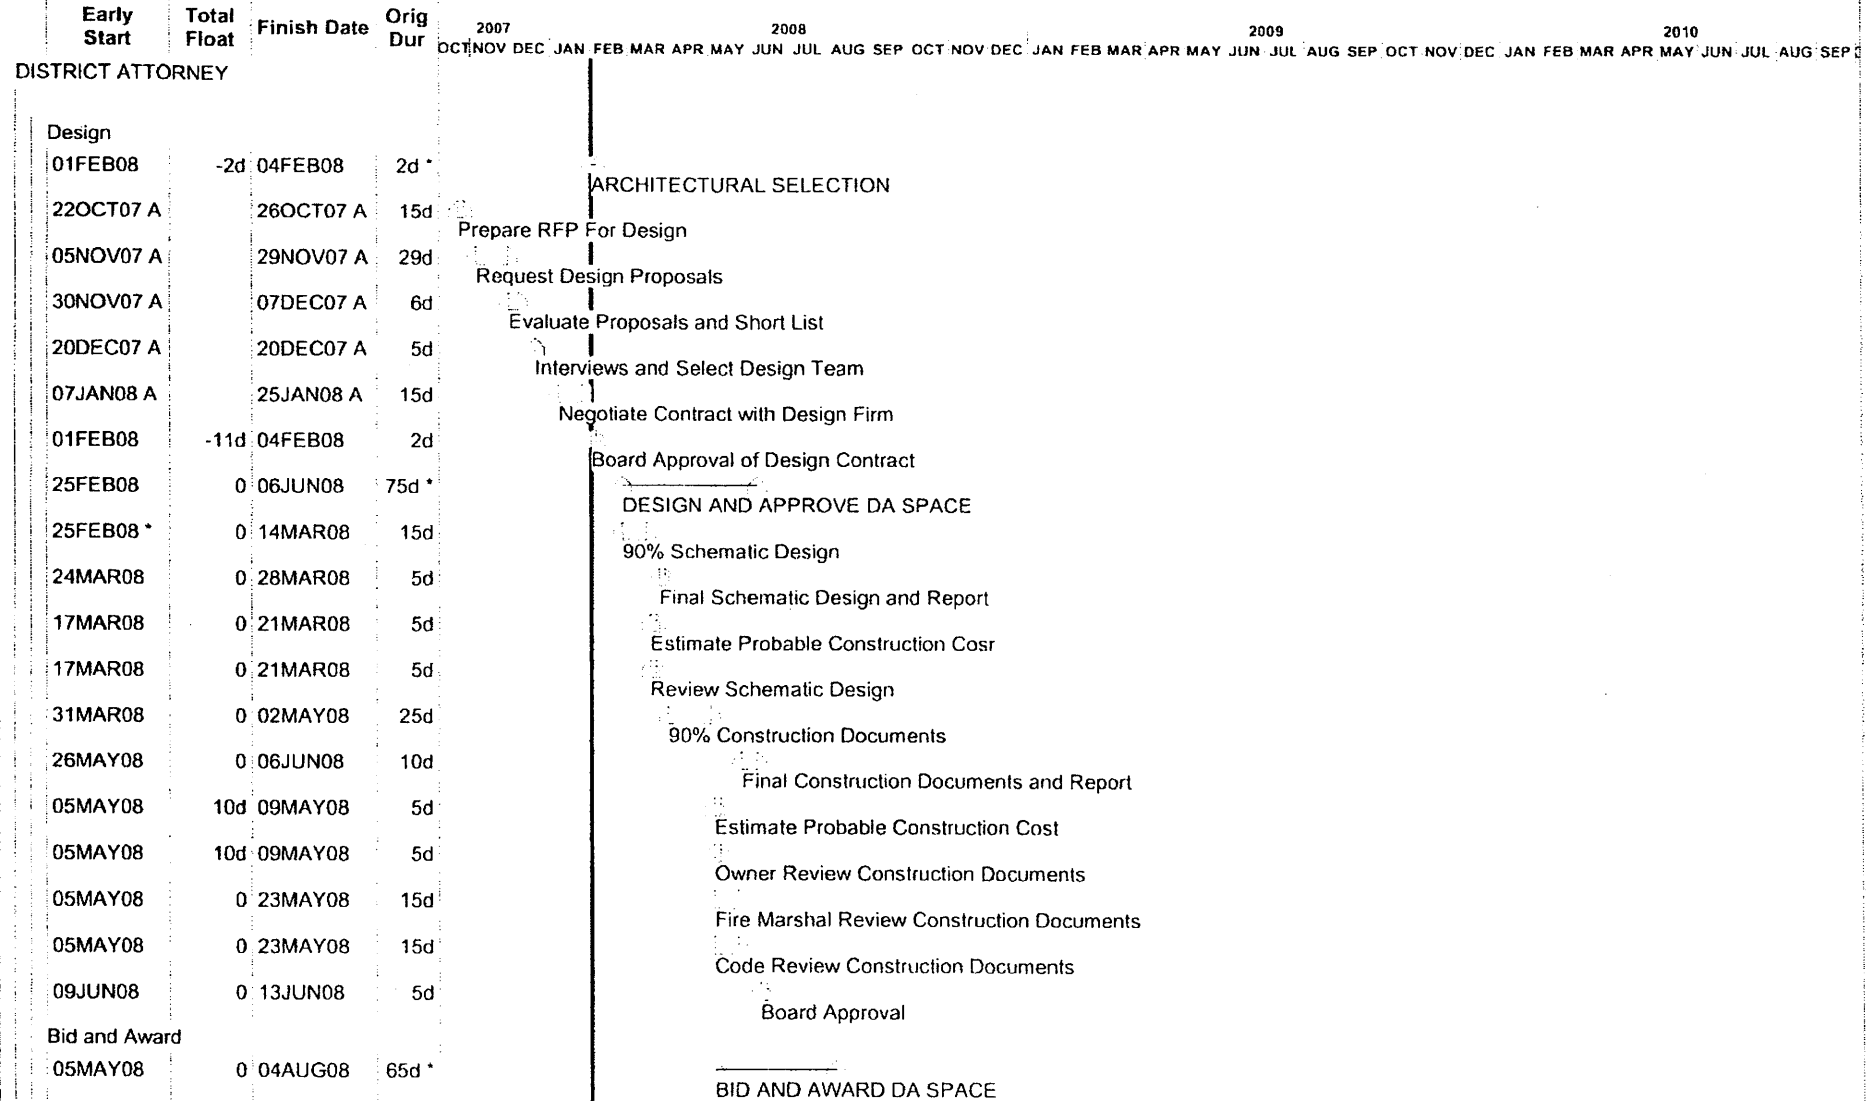 Early Start Total Float Finish Date Orig Dur
2007 2008 2009 2010
OCT NOV DEC JAN FEB MAR APR MAY JUN JUL AUG SEP OCT NOV DEC JAN FEB MAR APR MAY JUN JUL AUG SEP OCT NOV DEC JAN FEB MAR APR MAY JUN JUL AUG SEP
DISTRICT ATTORNEY
Design
01FEB08 -2d 04FEB08 2d *
ARCHITECTURAL SELECTION
22OCT07 A 26OCT07 A 15d
Prepare RFP For Design
05NOV07 A 29NOV07 A 29d
Request Design Proposals
30NOV07 A 07DEC07 A 6d
Evaluate Proposals and Short List
20DEC07 A 20DEC07 A 5d
Interviews and Select Design Team
07JAN08 A 25JAN08 A 15d
Negotiate Contract with Design Firm
01FEB08 -11d 04FEB08 2d
Board Approval of Design Contract
25FEB08 0 06JUN08 75d *
DESIGN AND APPROVE DA SPACE
25FEB08 * 0 14MAR08 15d
90% Schematic Design
24MAR08 0 28MAR08 5d
Final Schematic Design and Report
17MAR08 0 21MAR08 5d
Estimate Probable Construction Cosr
17MAR08 0 21MAR08 5d
Review Schematic Design
31MAR08 0 02MAY08 25d
90% Construction Documents
26MAY08 0 06JUN08 10d
Final Construction Documents and Report
05MAY08 10d 09MAY08 5d
Estimate Probable Construction Cost
05MAY08 10d 09MAY08 5d
Owner Review Construction Documents
05MAY08 0 23MAY08 15d
Fire Marshal Review Construction Documents
05MAY08 0 23MAY08 15d
Code Review Construction Documents
09JUN08 0 13JUN08 5d
Board Approval
Bid and Award
05MAY08 0 04AUG08 65d *
BID AND AWARD DA SPACE